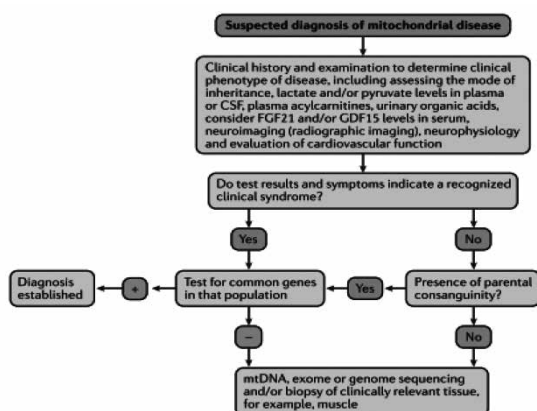 Suspected diagnosis of mitochondrial disease
Clinical history and examination to determine clinical
phenotype of disease, including assessing the mode of
inheritance, lactate and/or pyruvate levels in plasma
or CSF, plasma acylcarnitines, urinary organic acids,
consider FGF21 and/or GDF15 levels in serum,
neuroimaging (radiographic imaging), neurophysiology
and evaluation of cardiovascular function
Do test results and symptoms indicate a recognized
clinical syndrome?
Yes
No
Diagnosis
established
+
Test for common genes
in that population
Yes
Presence of parental
consanguinity?
–
No
mtDNA, exome or genome sequencing
and/or biopsy of clinically relevant tissue,
for example, muscle